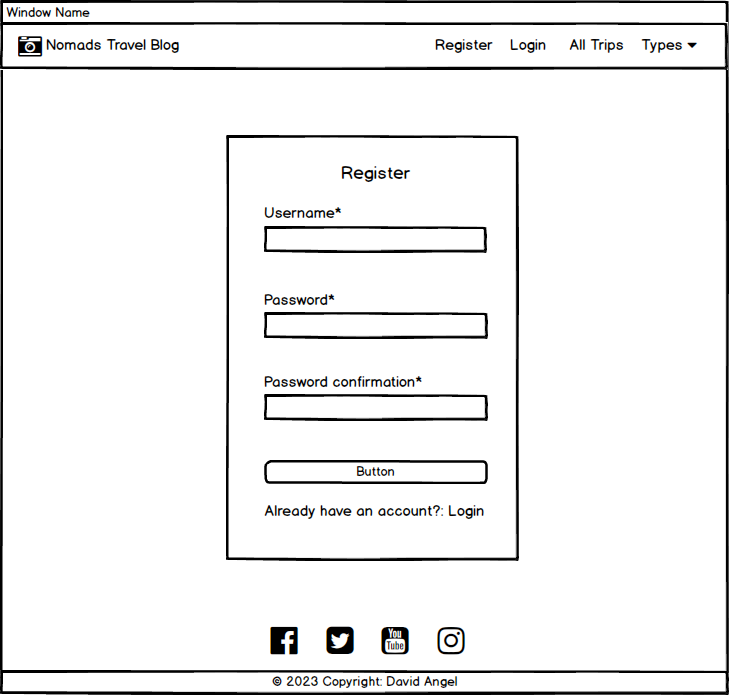 Window Name
Nomads Travel Blog Register Login All Trips Types
Register
Username*
Password*
Password confirmation*
Button
Already have an account?: Login
You
Tube
© 2023 Copyright: David Angel